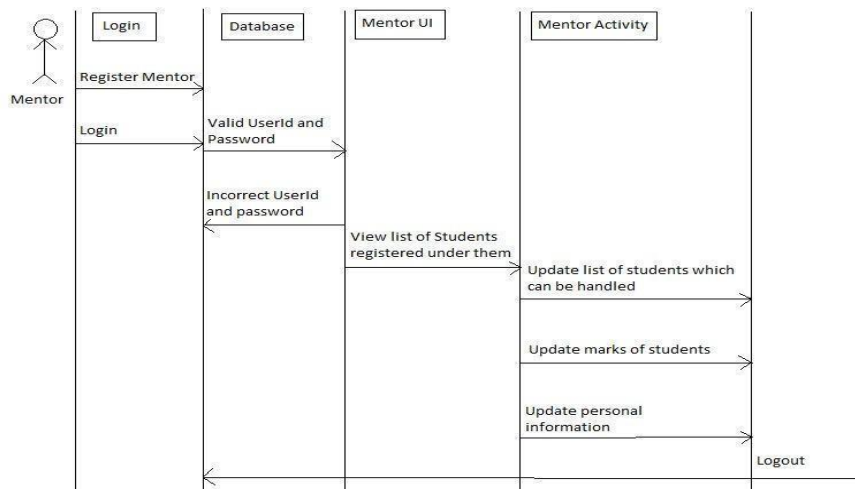 Login
Database
Mentor UI
Mentor Activity
Register Mentor
Mentor
Login
Valid UserId and
Password
Incorrect UserId
and password
View list of Students
registered under them
Update list of students which
can be handled
Update marks of students
Update personal
information
Logout